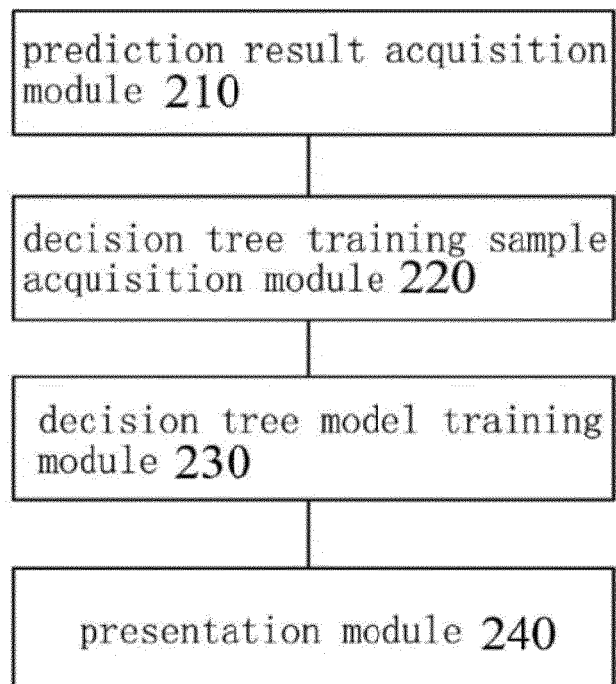 prediction result acquisition
module 210
decision tree training sample
acquisition module 220
decision tree model training
module 230
presentation module 240